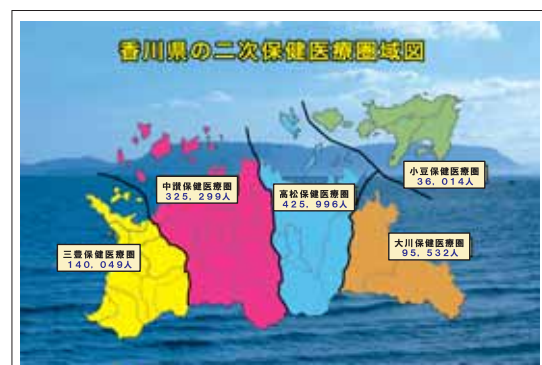 香川県の二次保健医療圏域図
小豆保健医療圏
36,014人
中讃保健医療圏
325,299人
高松保健医療圏
425,996人
大川保健医療圏
95,532人
三豊保健医療圏
140,049人